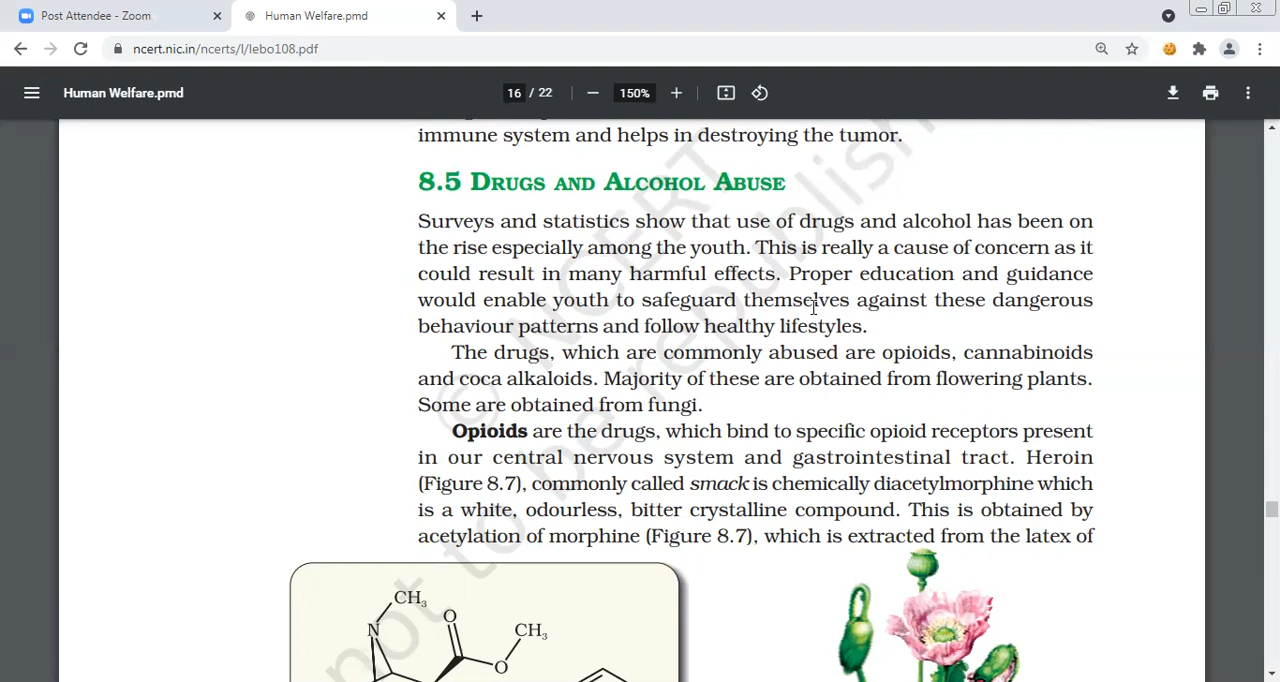 Post Attendee - Zoom
Human Welfare.pmd
ncert.nic.in/ncerts/l/lebo108.pdf
Human Welfare.pmd
16 / 22
150%
immune system and helps in destroying the tumor.
8.5 DRUGS AND ALCOHOL ABUSE
Surveys and statistics show that use of drugs and alcohol has been on
the rise especially among the youth. This is really a cause of concern as it
could result in many harmful effects. Proper education and guidance
would enable youth to safeguard themselves against these dangerous
behaviour patterns and follow healthy lifestyles.
The drugs, which are commonly abused are opioids, cannabinoids
and coca alkaloids. Majority of these are obtained from flowering plants.
Some are obtained from fungi.
Opioids are the drugs, which bind to specific opioid receptors present
in our central nervous system and gastrointestinal tract. Heroin
(Figure 8.7), commonly called smack is chemically diacetylmorphine which
is a white, odourless, bitter crystalline compound. This is obtained by
acetylation of morphine (Figure 8.7), which is extracted from the latex of
CH₃
O
N
CH₃
O
© NCERT
not to be republish